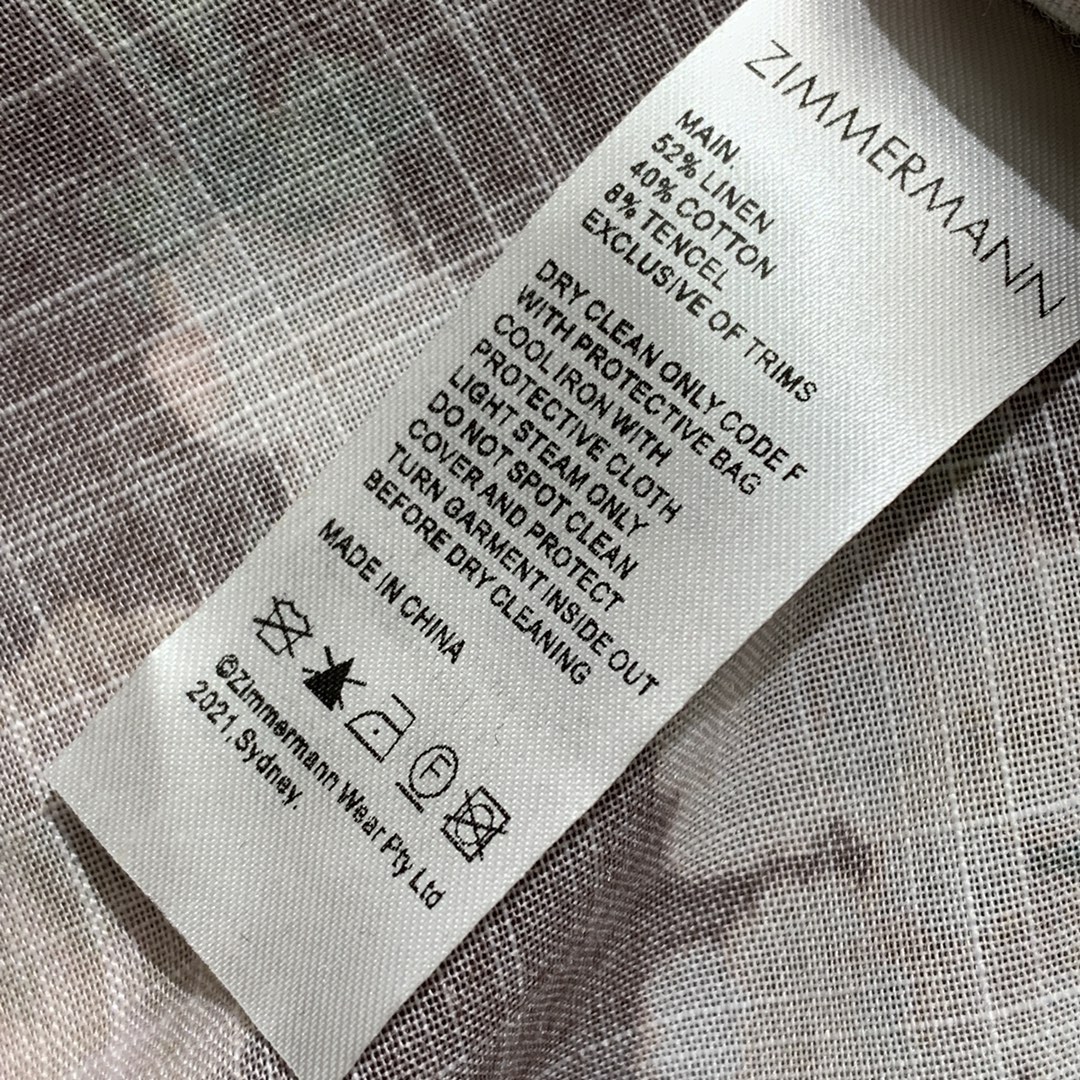 ZIMMERMANN
MAIN.
52% LINEN
40% COTTON
8% TENCEL
EXCLUSIVE OF TRIMS
DRY CLEAN ONLY CODE F
WITH PROTECTIVE BAG
COOL IRON WITH
PROTECTIVE CLOTH
LIGHT STEAM ONLY
DO NOT SPOT CLEAN
COVER AND PROTECT
TURN GARMENT INSIDE OUT
BEFORE DRY CLEANING
MADE IN CHINA
F
©Zimmermann Wear Pty Ltd
2021, Sydney.